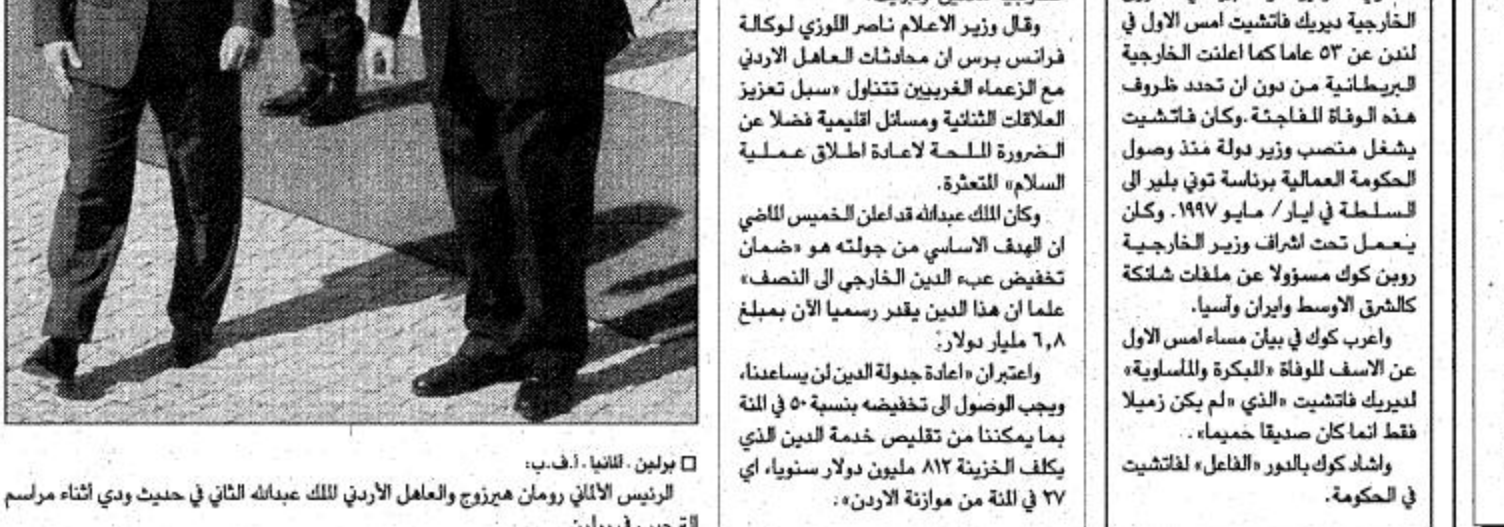 الخارجية ديريك فاتشيت امس الاول في
لندن عن ٥٣ عاما كما اعلنت الخارجية
البريطانية من دون ان تحدد ظروف
هذه الوفاة المفاجئة .وكان فاتشيت
يشغل منصب وزير دولة منذ وصول
الحكومة العمالية برئاسة توني بلير الى
السلطة في ايار/ مايو ١٩٩٧. وكان
يعمل تحت اشراف وزير الخارجية
روبن كوك مسؤولا عن ملفات شائكة
كالشرق الاوسط وايران وآسيا.
واعرب كوك في بيان مساء امس الاول
عن الاسف للوفاة «المبكرة والماساوية»
لديريك فاتشيت «الذي «لم يكن زميلا
فقط انما كان صديقا حميما».
واشاد كوك بالدور «الفاعل» لفاتشيت
في الحكومة.
وقال وزير الاعلام ناصر اللوزي لوكالة
فرانس برس ان محادثات العاهل الاردني
مع الزعماء الغربيين تتناول «سبل تعزيز
العلاقات الثنائية ومسائل اقليمية فضلا عن
الضرورة الملحة لاعادة اطلاق عملية
السلام» المتعثرة.
وكان الملك عبدالله قد اعلن الخميس الماضي
ان الهدف الاساسي من جولته هو «ضمان
تخفيض عبء الدين الخارجي الى النصف»
علما ان هذا الدين يقدر رسميا الآن بمبلغ
٦,٨ مليار دولار.
واعتبران «اعادة جدولة الدين لن يساعدنا،
ويجب الوصول الى تخفيضه بنسبة ٥٠ في المئة
بما يمكننا من تقليص خدمة الدين الذي
يكلف الخزينة ٨١٢ مليون دولار سنويا، اي
٢٧ في المئة من موازنة الاردن».
□ برلين . المانيا . أ.ف.ب:
الرئيس الألماني رومان هيرزوج والعاهل الأردني الملك عبدالله الثاني في حديث ودي أثناء مراسم